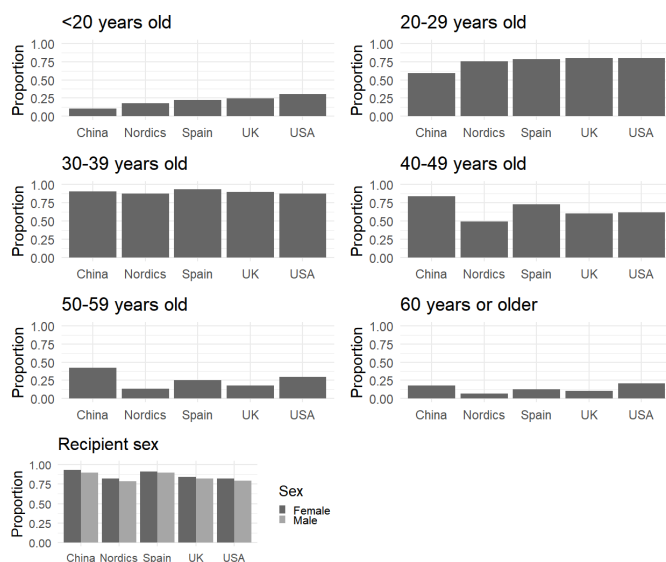 <20 years old
Proportion
1.00
0.75
0.50
0.25
0.00
China Nordics Spain UK USA
20-29 years old
Proportion
1.00
0.75
0.50
0.25
0.00
China Nordics Spain UK USA
30-39 years old
Proportion
1.00
0.75
0.50
0.25
0.00
China Nordics Spain UK USA
40-49 years old
Proportion
1.00
0.75
0.50
0.25
0.00
China Nordics Spain UK USA
50-59 years old
Proportion
1.00
0.75
0.50
0.25
0.00
China Nordics Spain UK USA
60 years or older
Proportion
1.00
0.75
0.50
0.25
0.00
China Nordics Spain UK USA
Recipient sex
Proportion
1.00
0.75
0.50
0.25
0.00
China Nordics Spain UK USA
Sex
Female
Male